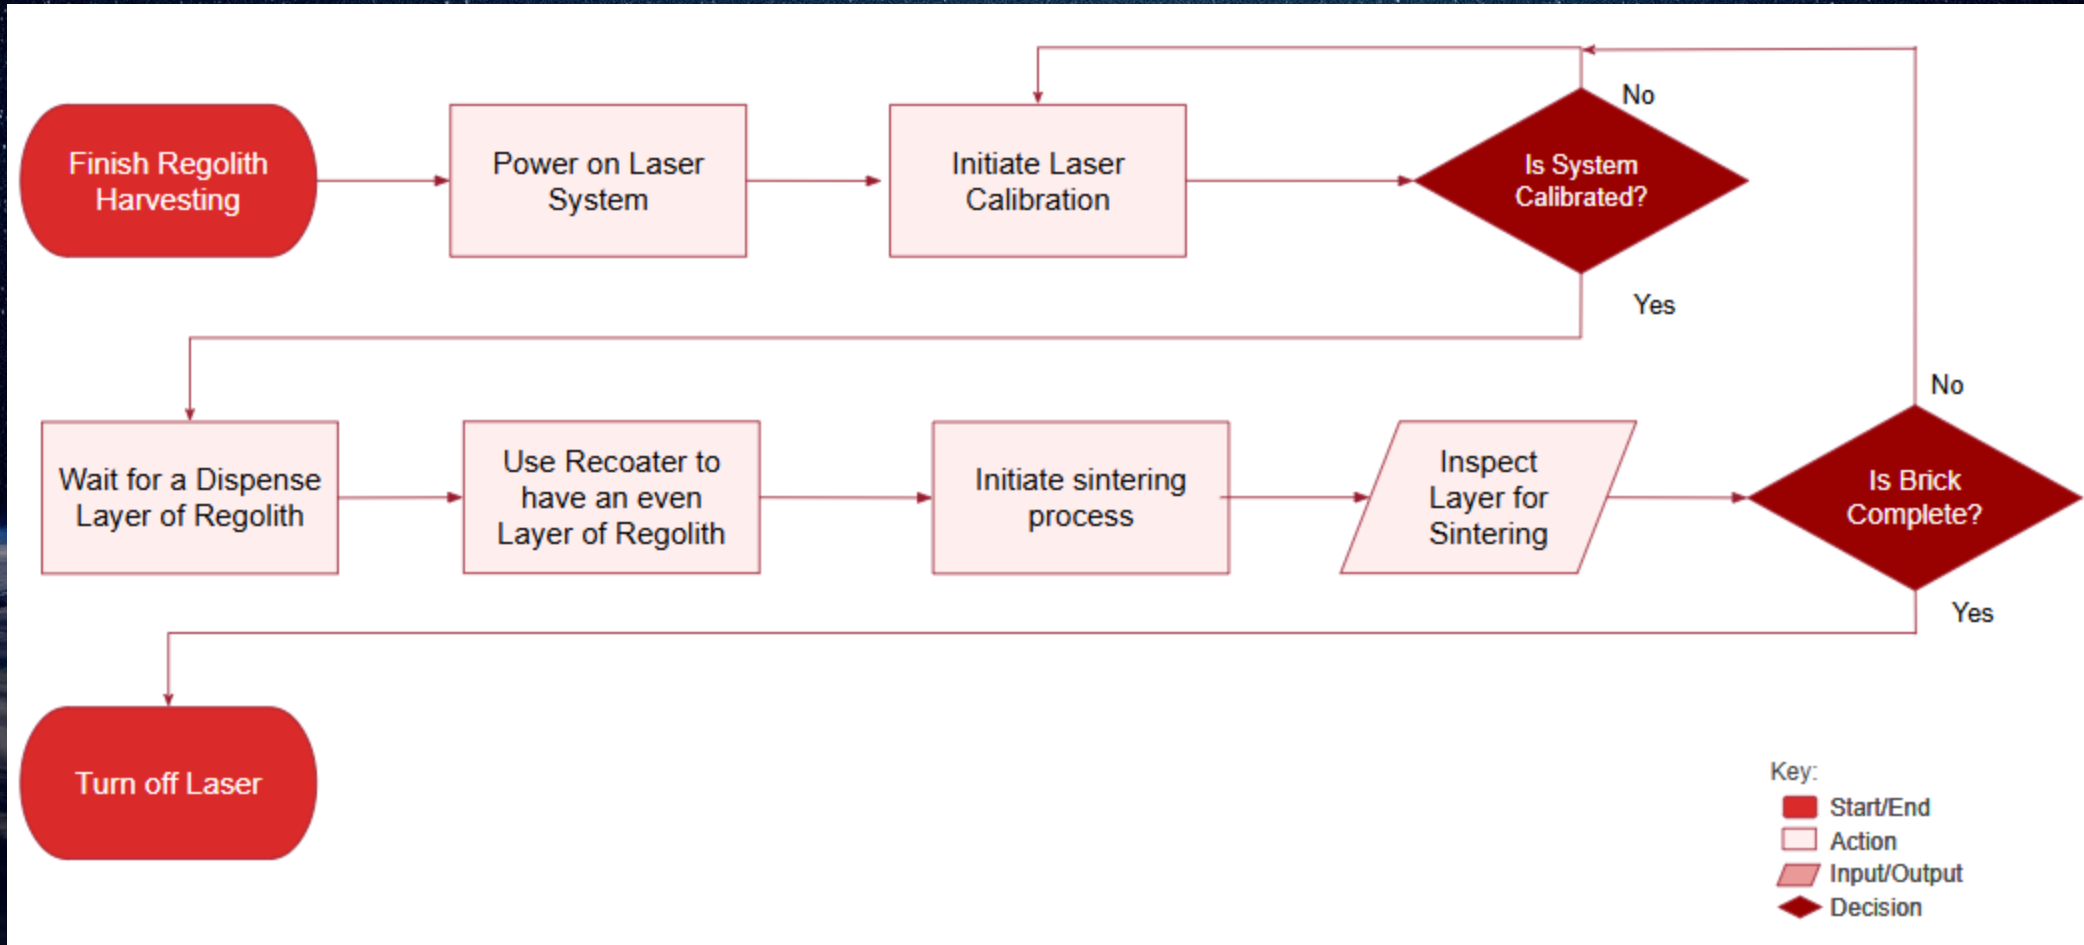 Finish Regolith
Harvesting
Power on Laser
System
Initiate Laser
Calibration
Is System
Calibrated?
No
Yes
Wait for a Dispense
Layer of Regolith
Use Recoater to
have an even
Layer of Regolith
Initiate sintering
process
Inspect
Layer for
Sintering
Is Brick
Complete?
No
Yes
Turn off Laser
Key:
Start/End
Action
Input/Output
Decision